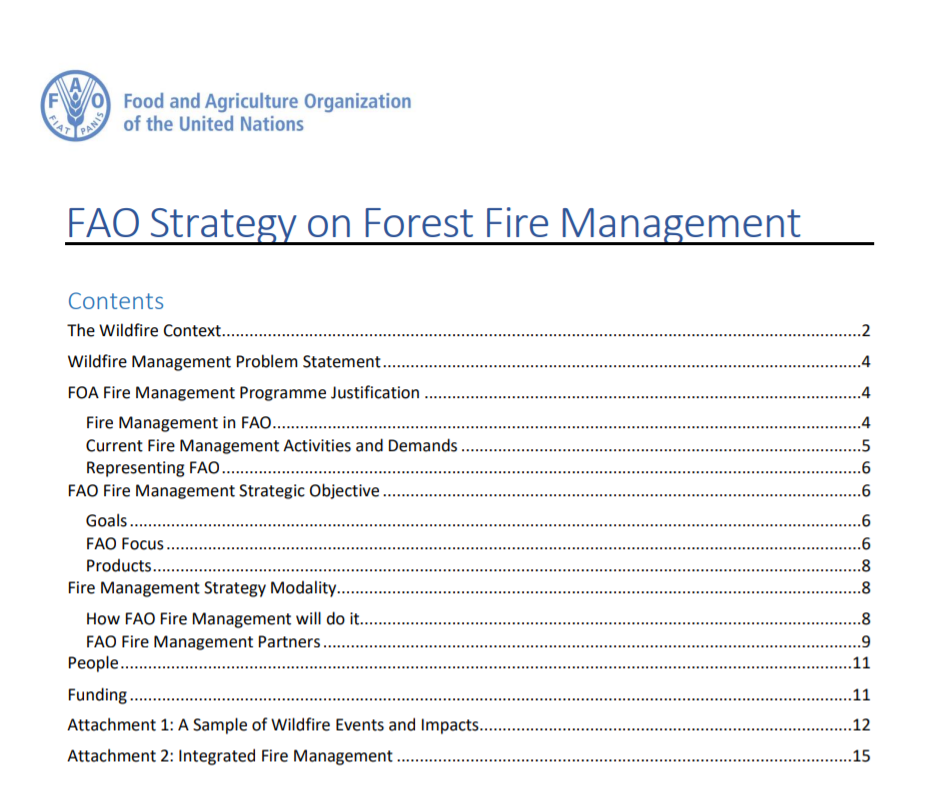 F A O
FIAT PANIS
Food and Agriculture Organization
of the United Nations
FAO Strategy on Forest Fire Management
Contents
The Wildfire Context...2
Wildfire Management Problem Statement...4
FOA Fire Management Programme Justification...4
Fire Management in FAO...4
Current Fire Management Activities and Demands...5
Representing FAO...6
FAO Fire Management Strategic Objective...6
Goals...6
FAO Focus...6
Products...8
Fire Management Strategy Modality...8
How FAO Fire Management will do it...8
FAO Fire Management Partners...9
People...11
Funding...11
Attachment 1: A Sample of Wildfire Events and Impacts...12
Attachment 2: Integrated Fire Management...15